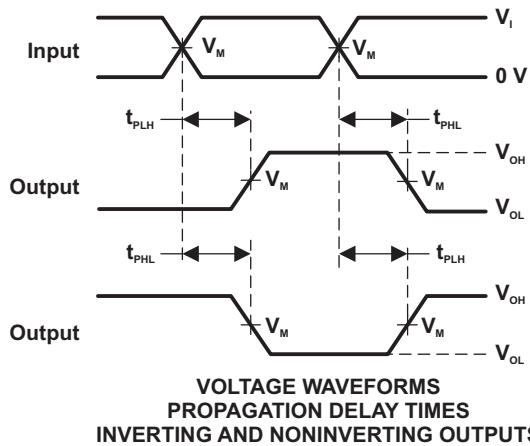 V_I
Input
V_M
V_M
0 V
t_PLH
t_PHL
V_OH
Output
V_M
V_M
V_OL
t_PHL
t_PLH
V_OH
Output
V_M
V_M
V_OL
VOLTAGE WAVEFORMS
PROPAGATION DELAY TIMES
INVERTING AND NONINVERTING OUTPUTS